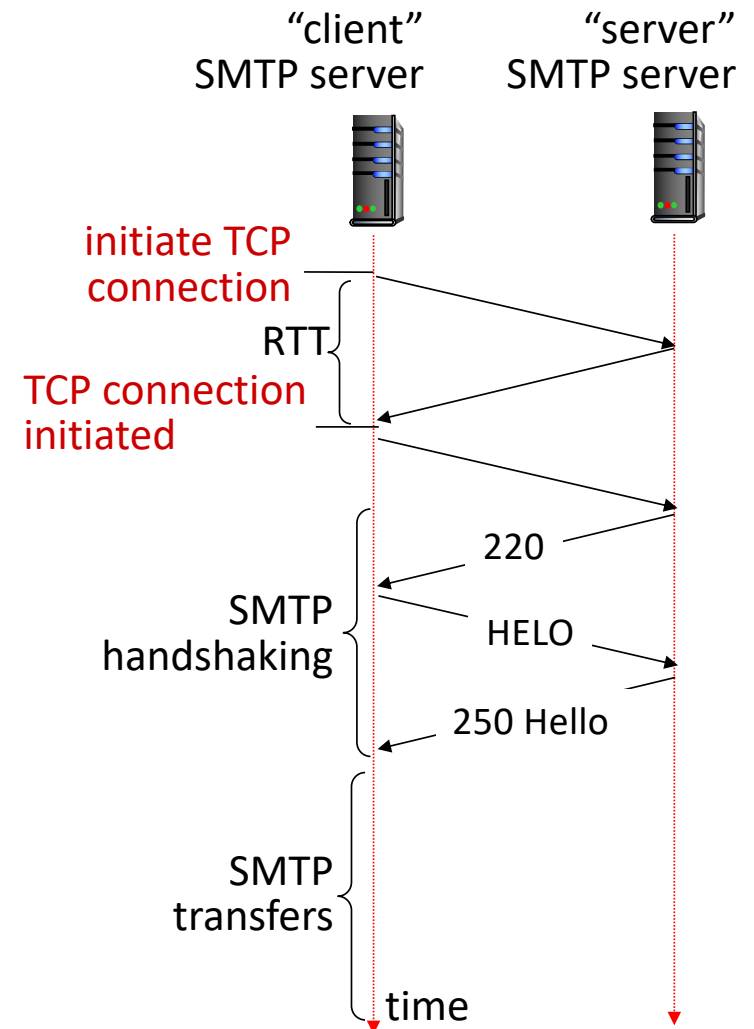 “client”
SMTP server
“server”
SMTP server
initiate TCP
connection
RTT
TCP connection
initiated
220
SMTP
handshaking
HELO
250 Hello
SMTP
transfers
time